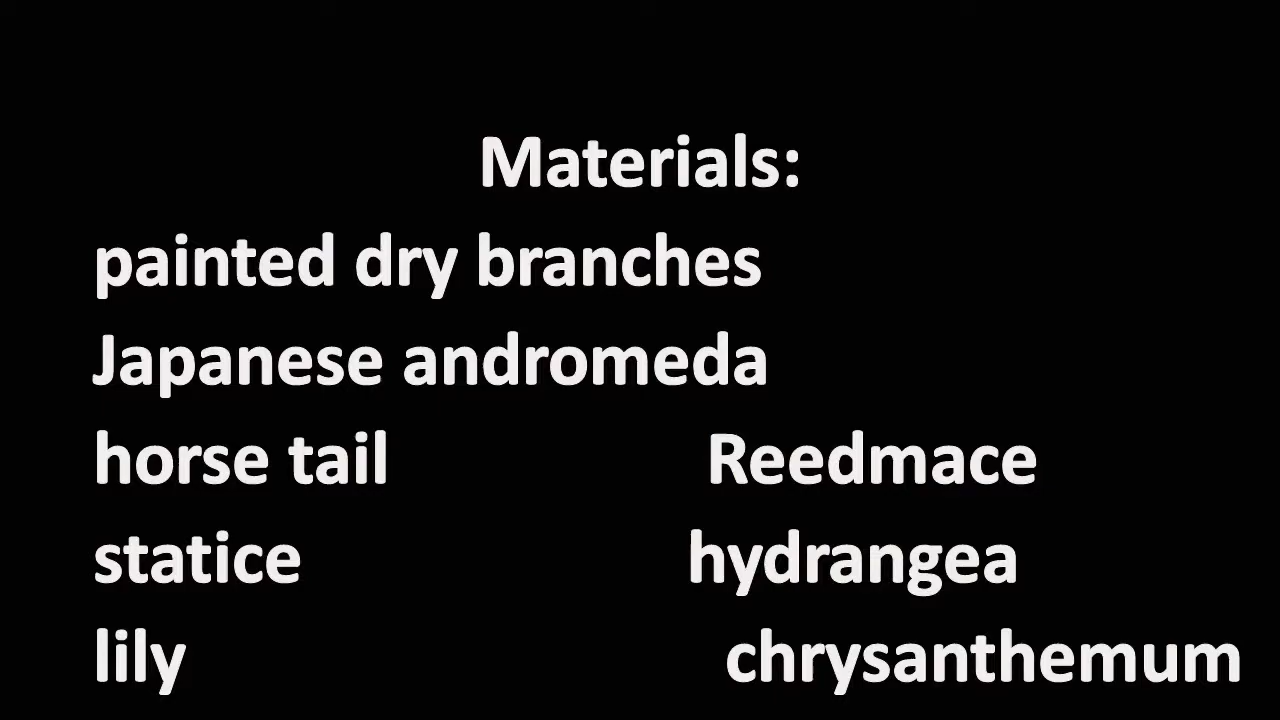 Materials:
painted dry branches
Japanese andromeda
horse tail Reedmace
statice hydrangea
lily chrysanthemum